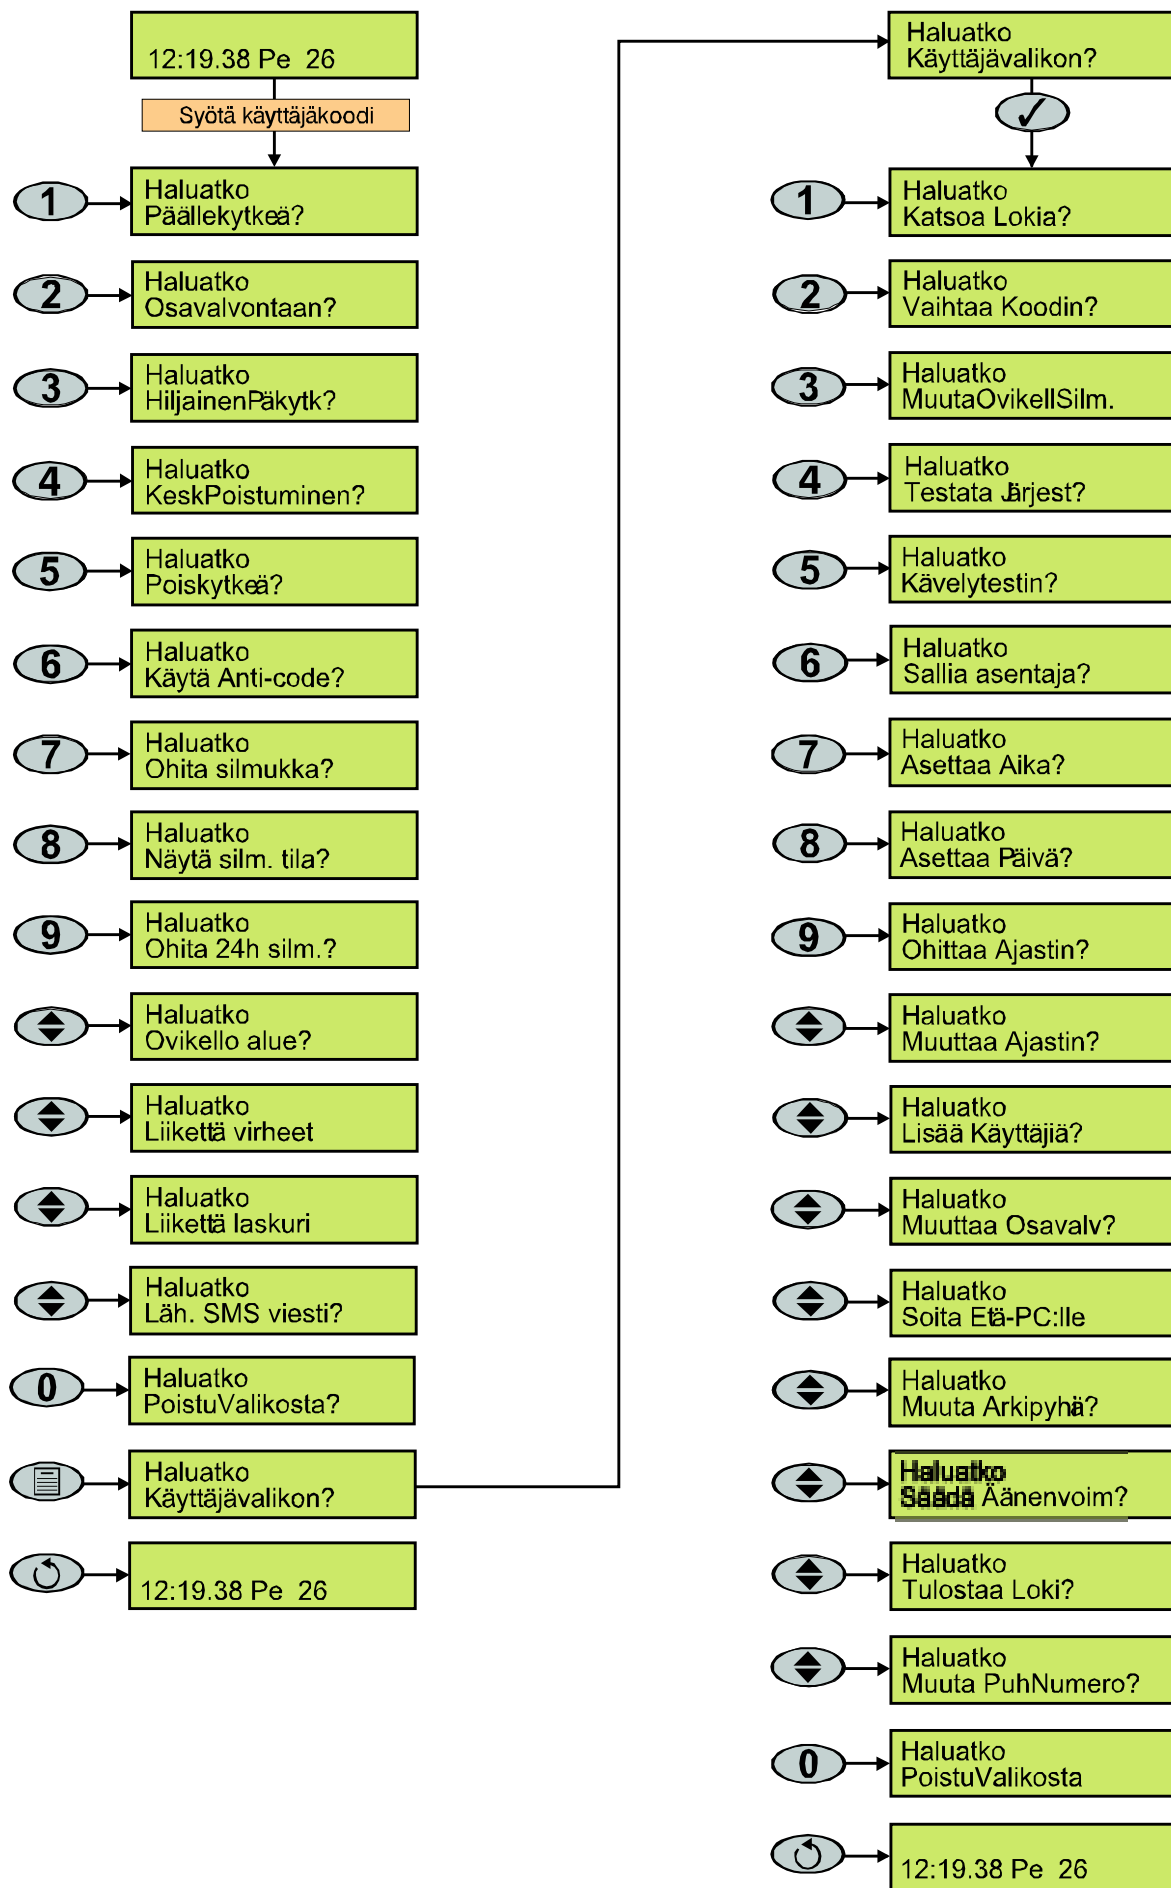 12:19.38 Pe 26
Syötä käyttäjäkoodi
1
Haluatko
Päällekytkeä?
2
Haluatko
Osavalvontaan?
3
Haluatko
HiljainenPäkytk?
4
Haluatko
KeskPoistuminen?
5
Haluatko
Poiskytkeä?
6
Haluatko
Käytä Anti-code?
7
Haluatko
Ohita silmukka?
8
Haluatko
Näytä silm. tila?
9
Haluatko
Ohita 24h silm.?
Haluatko
Ovikello alue?
Haluatko
Liikettä virheet
Haluatko
Liikettä laskuri
Haluatko
Läh. SMS viesti?
0
Haluatko
PoistuValikosta?
Haluatko
Käyttäjävalikon?
12:19.38 Pe 26
Haluatko
Käyttäjävalikon?
1
Haluatko
Katsoa Lokia?
2
Haluatko
Vaihtaa Koodin?
3
Haluatko
MuutaOvikellSilm.
4
Haluatko
Testata Järjest?
5
Haluatko
Kävelytestin?
6
Haluatko
Sallia asentaja?
7
Haluatko
Asettaa Aika?
8
Haluatko
Asettaa Päivä?
9
Haluatko
Ohittaa Ajastin?
Haluatko
Muuttaa Ajastin?
Haluatko
Lisää Käyttäjiä?
Haluatko
Muuttaa Osavalv?
Haluatko
Soita Etä-PC:lle
Haluatko
Muuta Arkipyhä?
Haluatko
Säädä Äänenvoim?
Haluatko
Tulostaa Loki?
Haluatko
Muuta PuhNumero?
0
Haluatko
PoistuValikosta
12:19.38 Pe 26